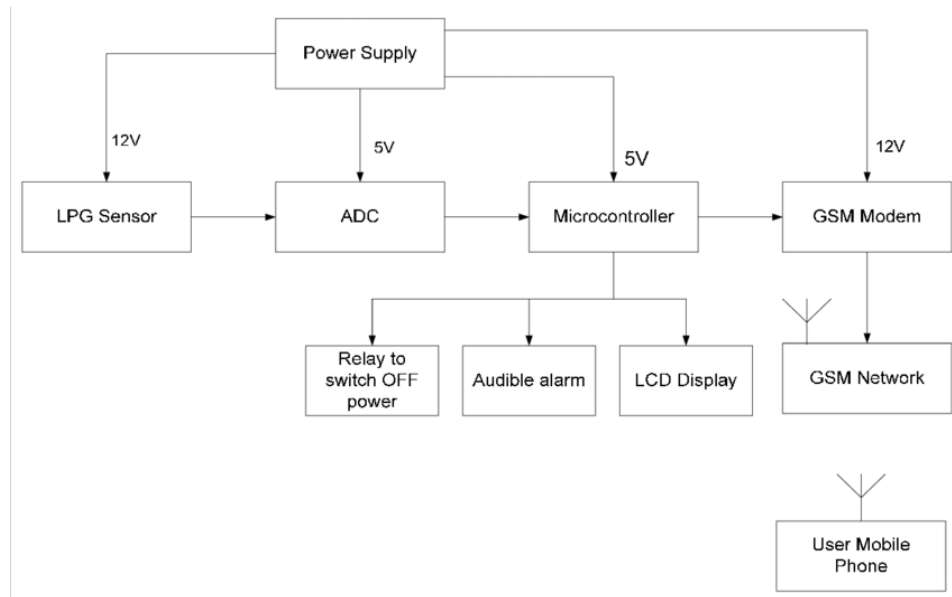 Power Supply
12V
5V
5V
12V
LPG Sensor
ADC
Microcontroller
GSM Modem
Relay to
switch OFF
power
Audible alarm
LCD Display
GSM Network
User Mobile
Phone